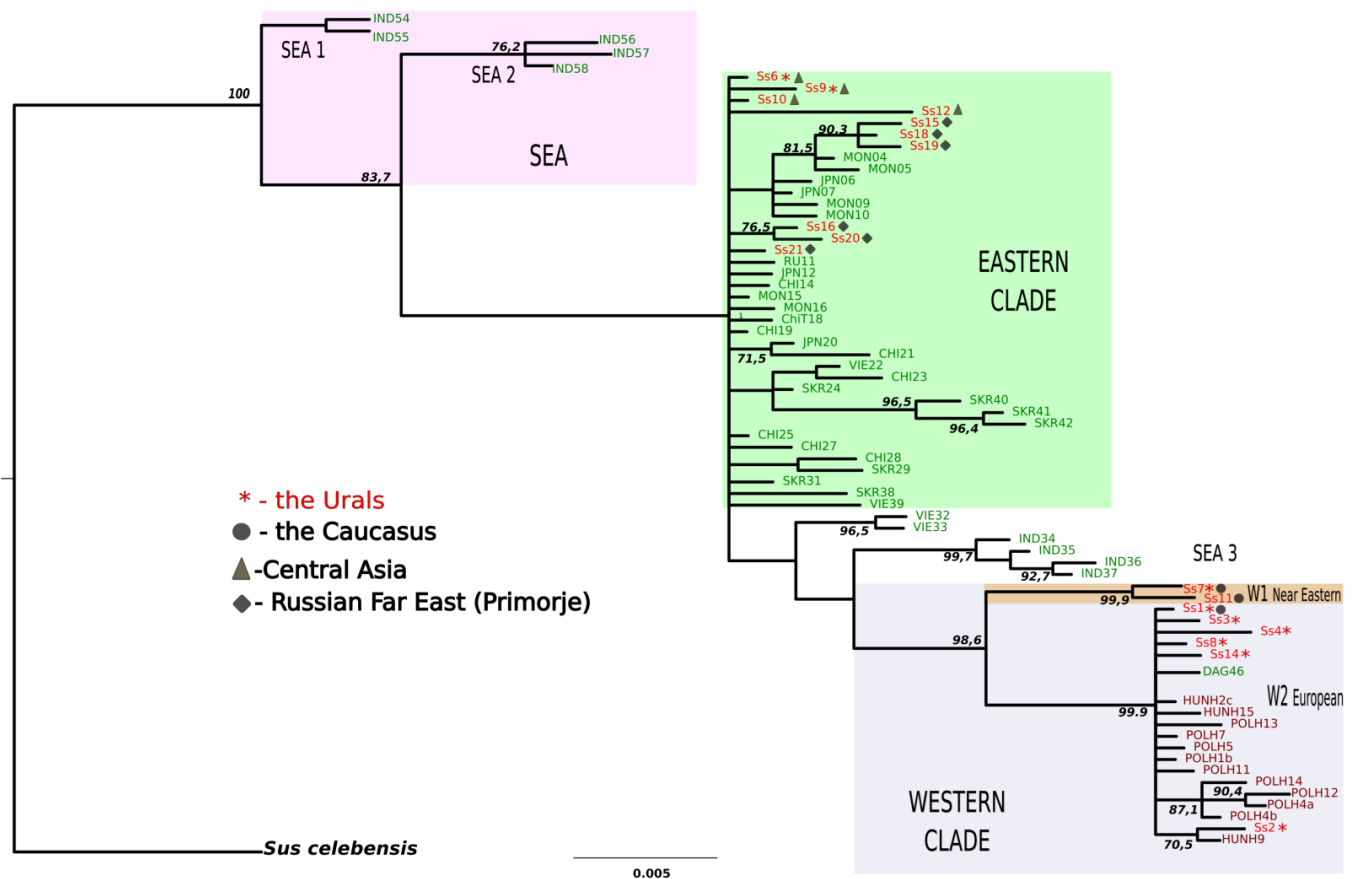 IND54
IND55
SEA 1
IND56
76,2
IND57
IND58
SEA 2
100
SEA
83,7
Ss6 *
Ss9 *
Ss10
Ss12
Ss15
90,3
Ss18
Ss19
81,5
MON04
MON05
JPN06
JPN07
MON09
MON10
76,5
Ss16
Ss20
Ss21
RU11
JPN12
CHI14
MON15
MON16
1
ChiT18
CHI19
JPN20
71,5
CHI21
VIE22
CHI23
SKR24
96,5
SKR40
SKR41
96,4
SKR42
CHI25
CHI27
CHI28
SKR29
SKR31
SKR38
VIE39
EASTERN
CLADE
VIE32
96,5
VIE33
IND34
99,7
IND35
IND36
92,7
IND37
SEA 3
Ss7 *
99,9
Ss11
W1 Near Eastern
Ss1 *
Ss3 *
Ss4 *
98,6
Ss8 *
Ss14 *
DAG46
W2 European
99.9
HUNH2c
HUNH15
POLH13
POLH7
POLH5
POLH1b
POLH11
POLH14
90,4
POLH12
POLH4a
87,1
POLH4b
Ss2 *
70,5
HUNH9
WESTERN
CLADE
* - the Urals
- the Caucasus
-Central Asia
- Russian Far East (Primorje)
Sus celebensis
0.005